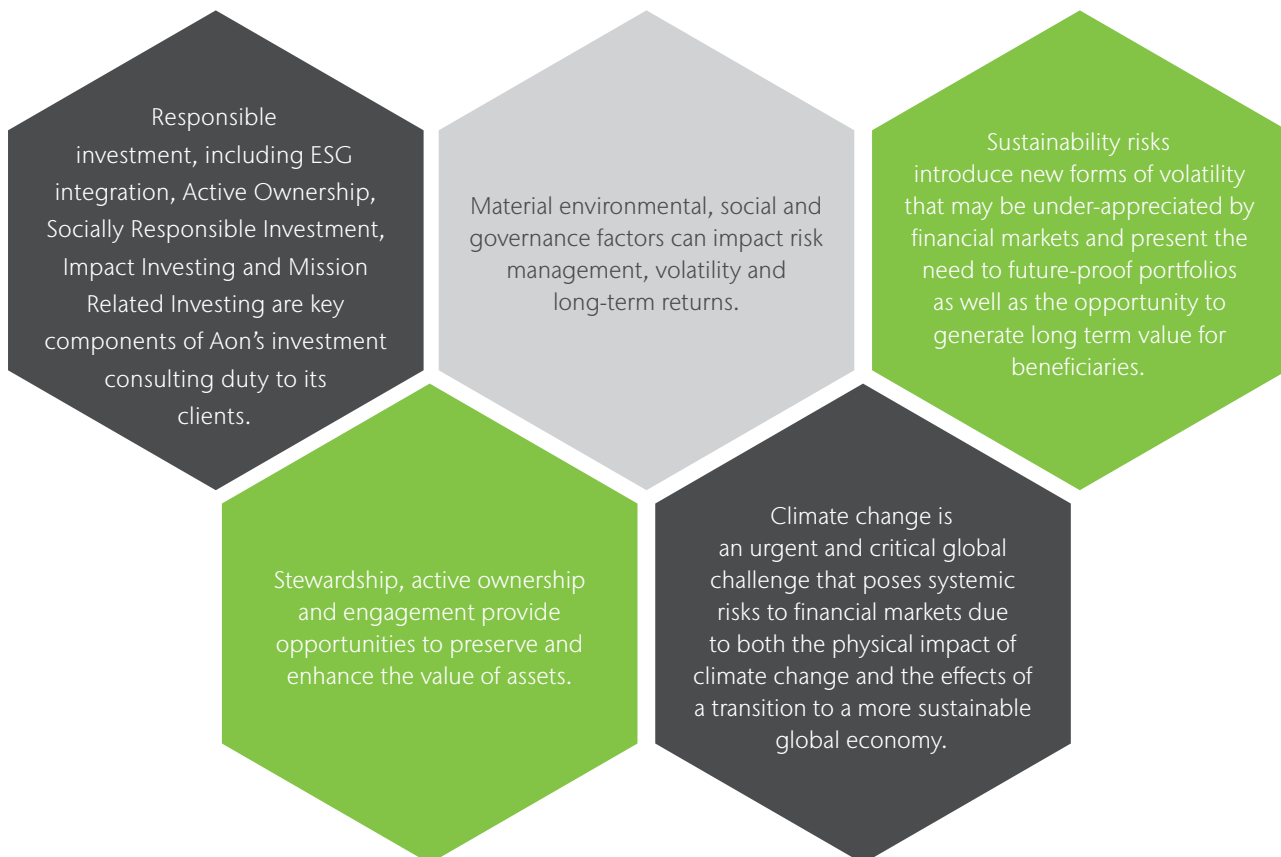 Responsible
investment, including ESG
integration, Active Ownership,
Socially Responsible Investment,
Impact Investing and Mission
Related Investing are key
components of Aon’s investment
consulting duty to its
clients.
Material environmental, social and
governance factors can impact risk
management, volatility and
long-term returns.
Sustainability risks
introduce new forms of volatility
that may be under-appreciated by
financial markets and present the
need to future-proof portfolios
as well as the opportunity to
generate long term value for
beneficiaries.
Stewardship, active ownership
and engagement provide
opportunities to preserve and
enhance the value of assets.
Climate change is
an urgent and critical global
challenge that poses systemic
risks to financial markets due
to both the physical impact of
climate change and the effects of
a transition to a more sustainable
global economy.